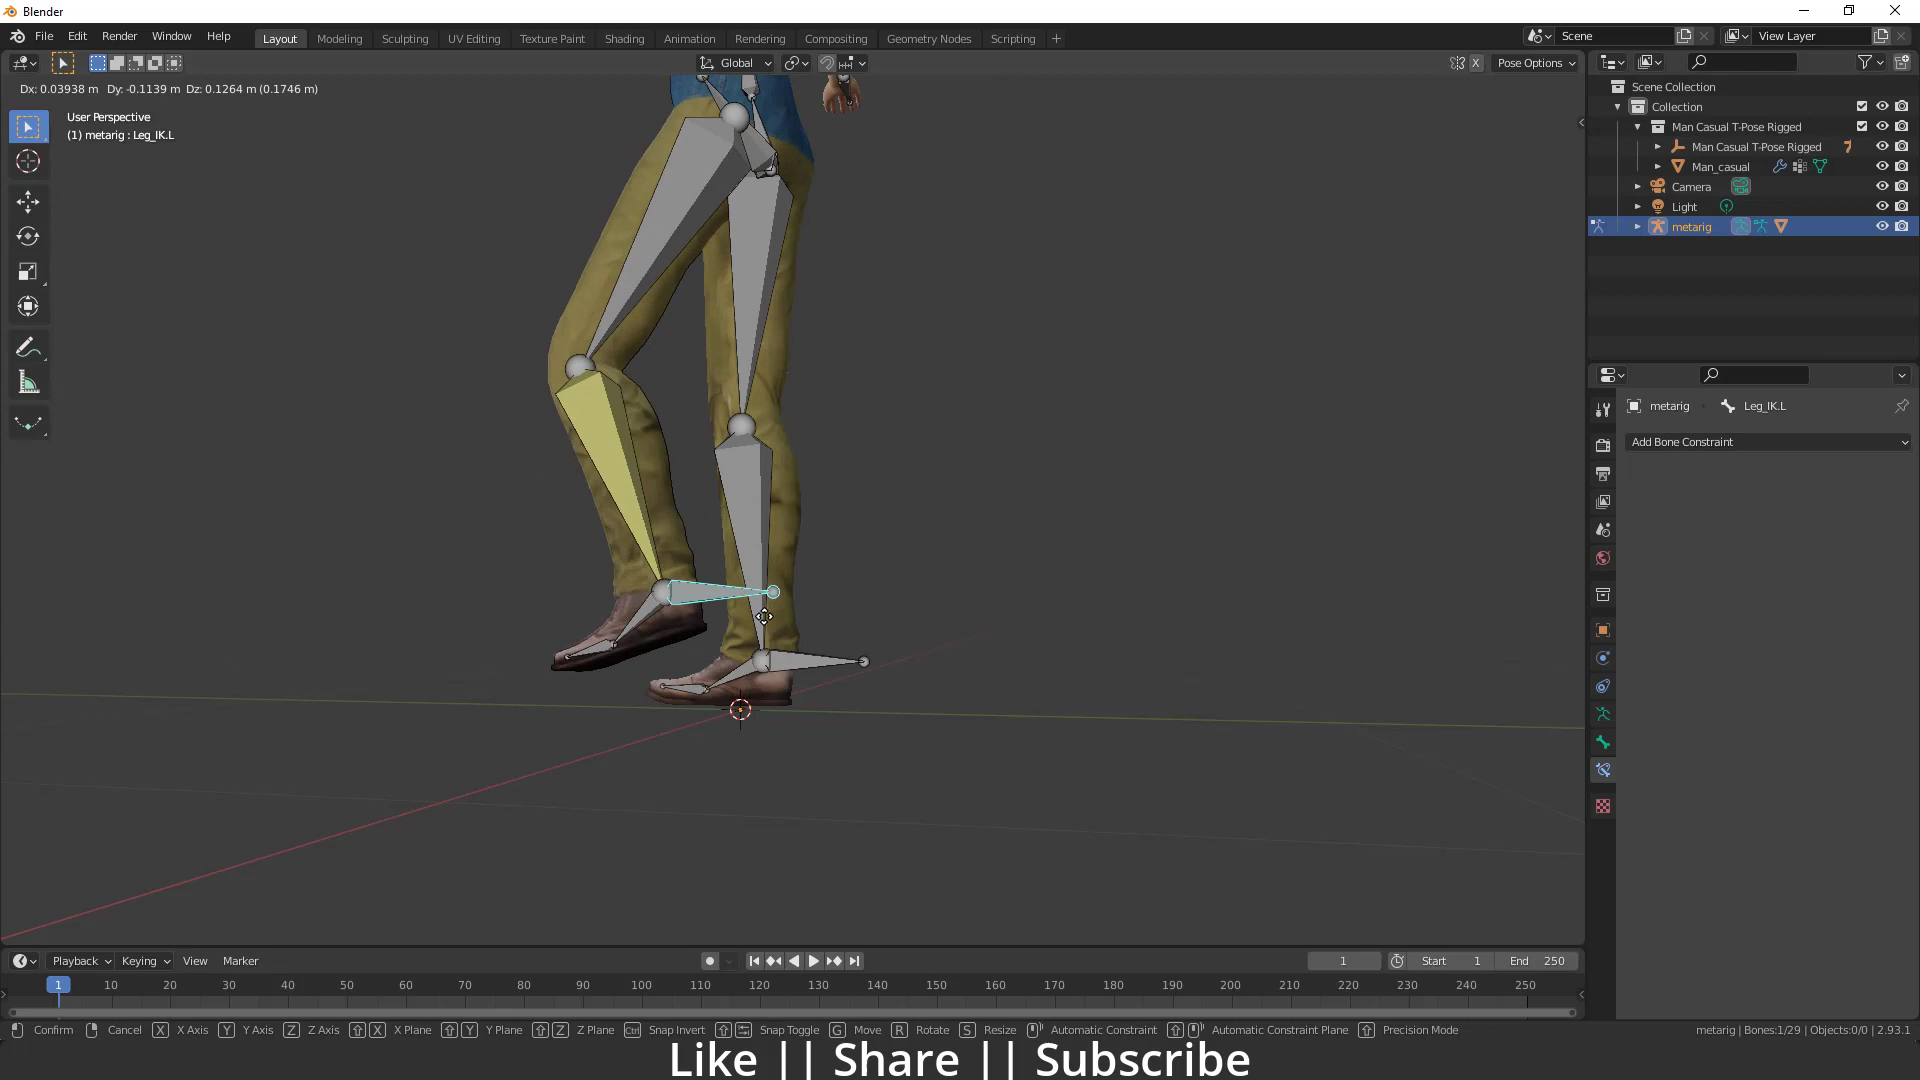 Blender
File Edit Render Window Help
Layout Modeling Sculpting UV Editing Texture Paint Shading Animation Rendering Compositing Geometry Nodes Scripting +
Scene
View Layer
Global
X
Pose Options
Dx: 0.03938 m Dy: -0.1139 m Dz: 0.1264 m (0.1746 m)
User Perspective
(1) metarig : Leg_IK.L
Scene Collection
Collection
Man Casual T-Pose Rigged
Man Casual T-Pose Rigged
Man_casual
Camera
Light
metarig
metarig Leg_IK.L
Add Bone Constraint
Playback Keying View Marker
1 Start 1 End 250
1 10 20 30 40 50 60 70 80 90 100 110 120 130 140 150 160 170 180 190 200 210 220 230 240 250
Confirm Cancel X X Axis Y Y Axis Z Z Axis X X Plane Y Y Plane Z Z Plane Ctrl Snap Invert Snap Toggle G Move R Rotate S Resize Automatic Constraint Automatic Constraint Plane Precision Mode
metarig | Bones:1/29 | Objects:0/0 | 2.93.1
Like || Share || Subscribe